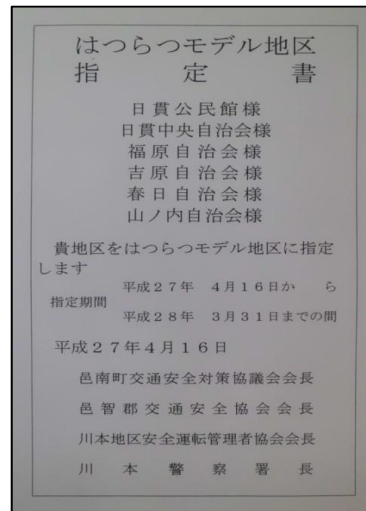 はつらつモデル地区
指定書
日貫公民館様
日貫中央自治会様
福原自治会様
吉原自治会様
春日自治会様
山ノ内自治会様
貴地区をはつらつモデル地区に指定
します
平成27年 4月16日か ら
指定期間
平成28年 3月31日までの間
平成27年4月16日
邑南町交通安全対策協議会会長
邑智郡交通安全協会会長
川本地区安全運転管理者協会会長
川本警察署長